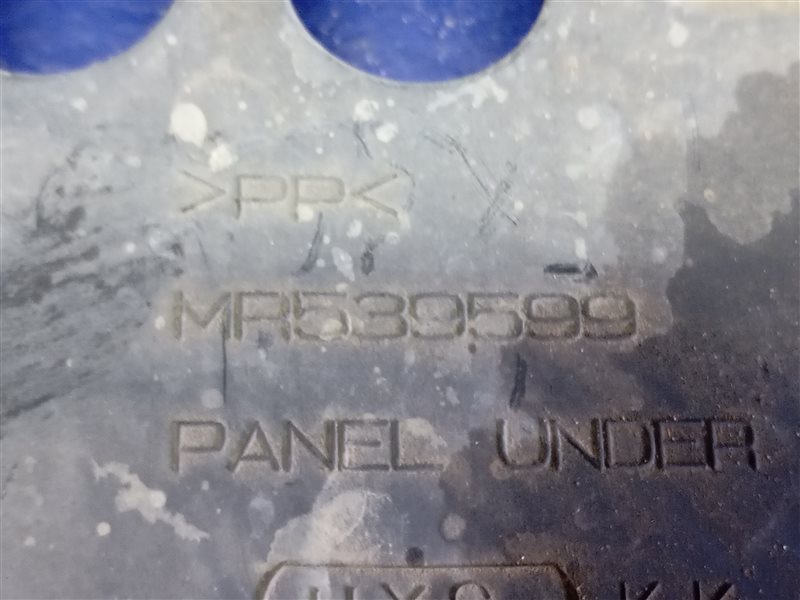 >PP<
MR539599
PANEL UNDER
K K